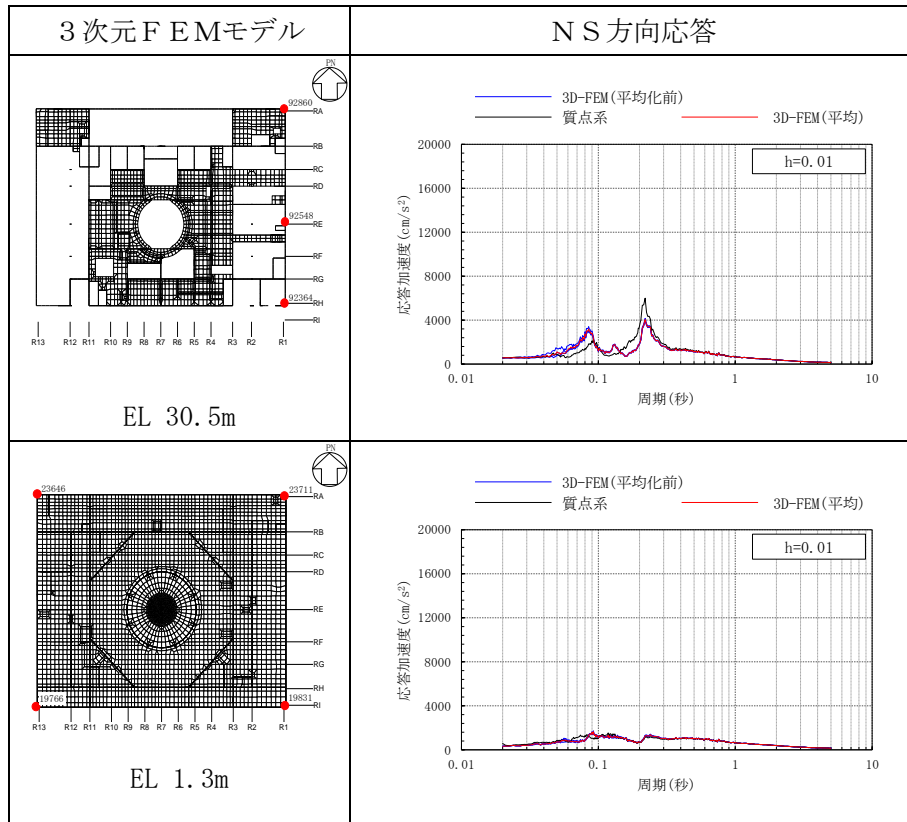 3次元FEMモデル
NS方向応答
PN
92860
RA
RB
RC
RD
92548
RE
RF
RG
92364
RH
RI
R13 R12 R11 R10 R9 R8 R7 R6 R5 R4 R3 R2 R1
EL 30.5m
3D-FEM(平均化前)
質点系 3D-FEM(平均)
h=0.01
20000
16000
12000
8000
4000
0
応答加速度(cm/s²)
0.01 0.1 1 10
周期(秒)
PN
23646 23711
RA
RB
RC
RD
RE
RF
RG
RH
19766 19831
RI
R13 R12 R11 R10 R9 R8 R7 R6 R5 R4 R3 R2 R1
EL 1.3m
3D-FEM(平均化前)
質点系 3D-FEM(平均)
h=0.01
20000
16000
12000
8000
4000
0
応答加速度(cm/s²)
0.01 0.1 1 10
周期(秒)